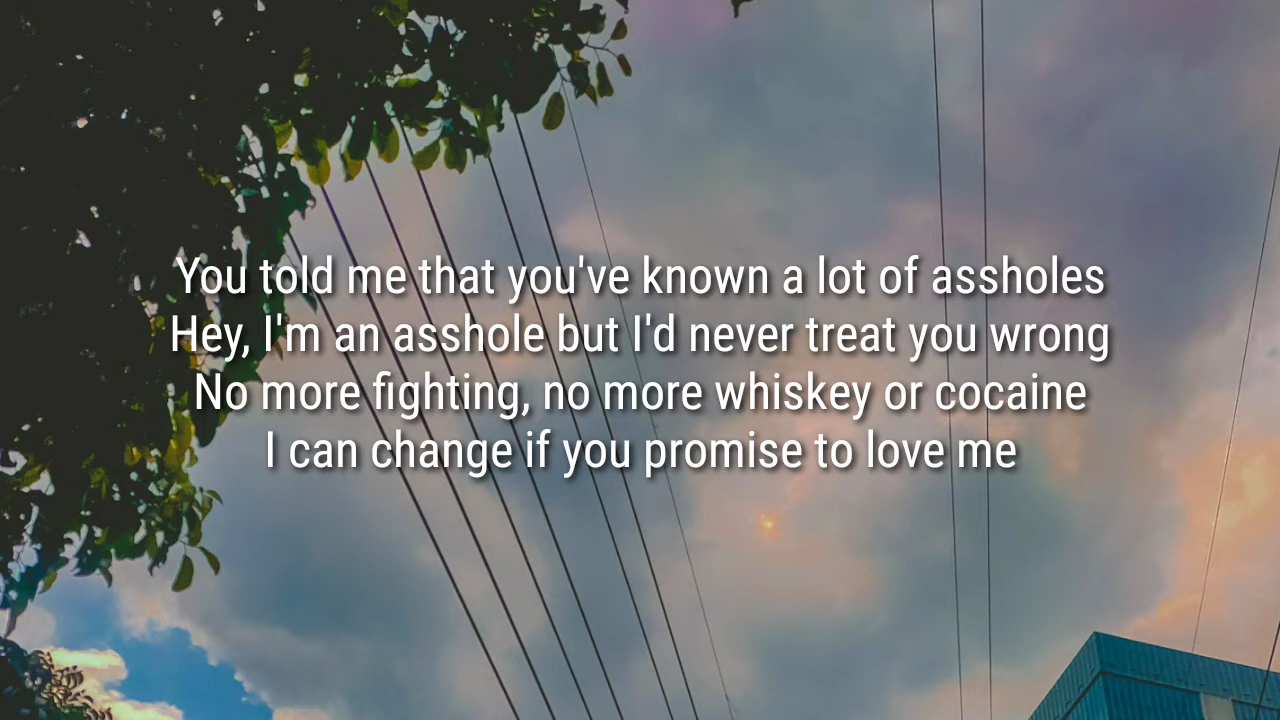 You told me that you've known a lot of assholes
Hey, I'm an asshole but I'd never treat you wrong
No more fighting, no more whiskey or cocaine
I can change if you promise to love me